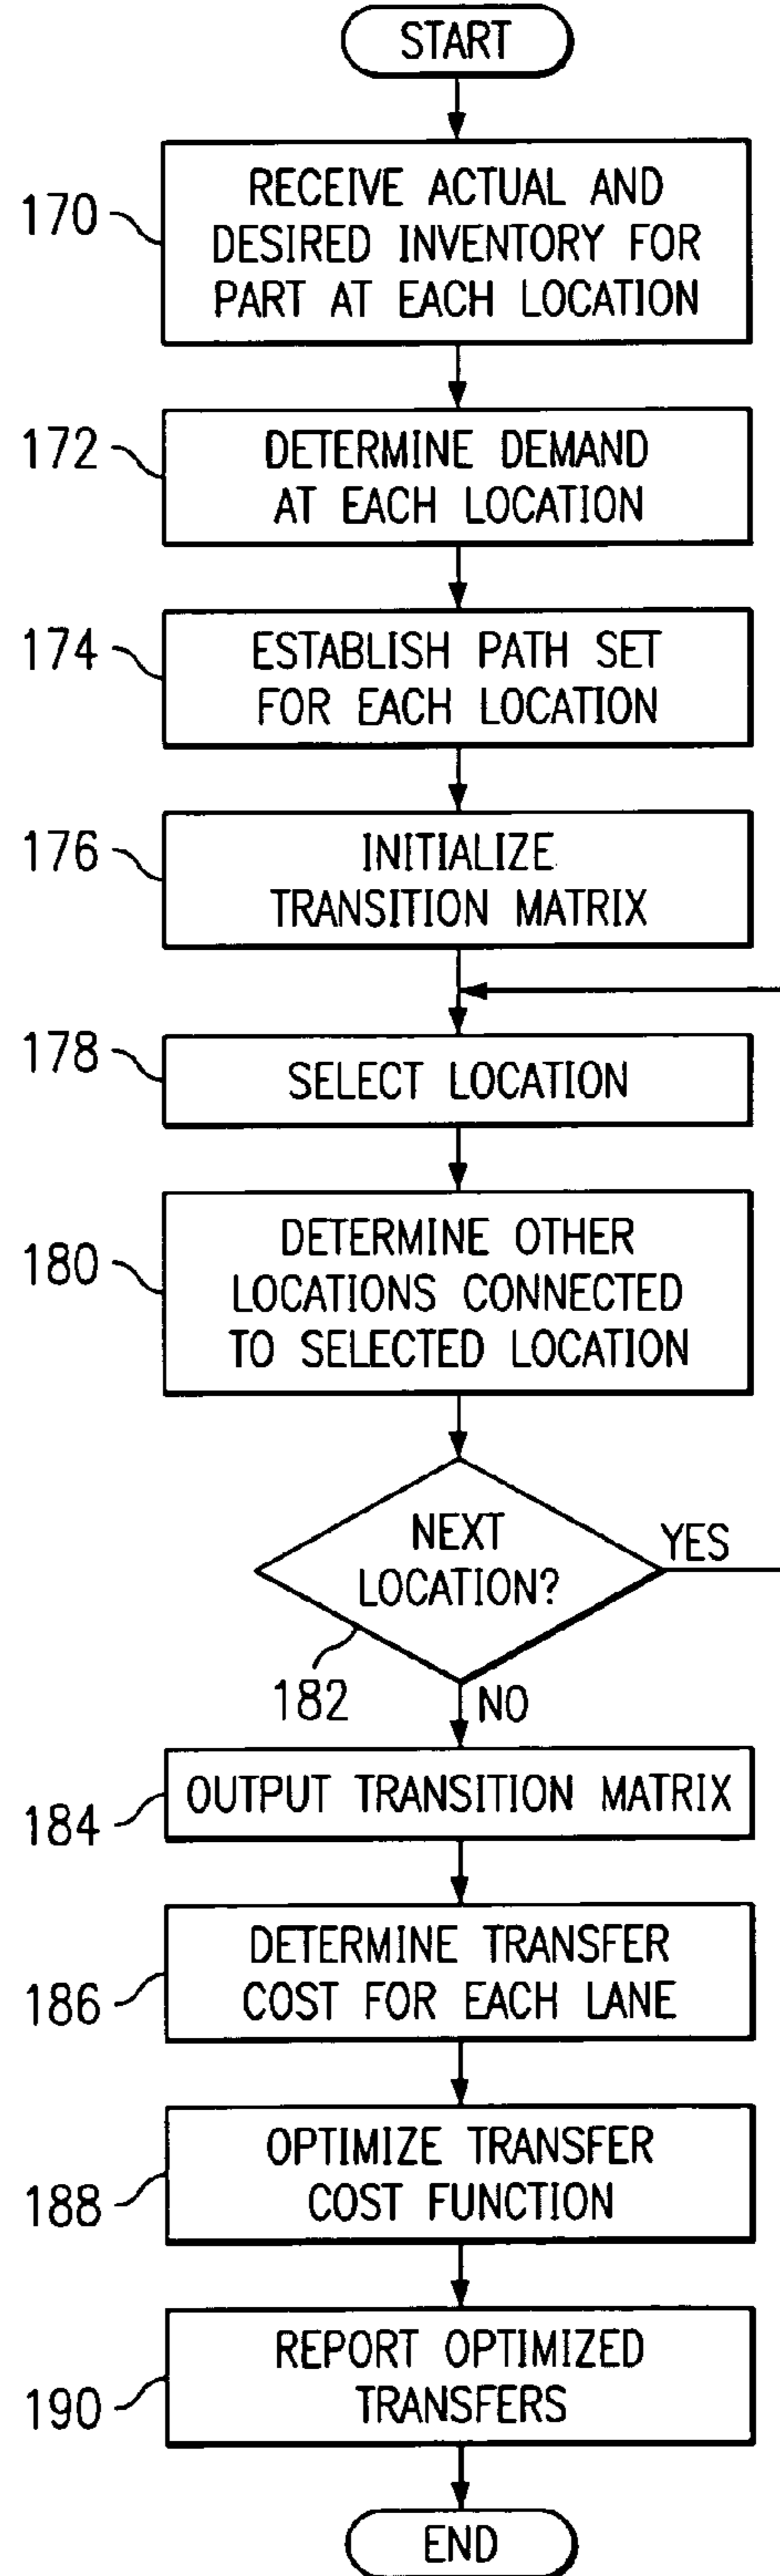 START
170
RECEIVE ACTUAL AND
DESIRED INVENTORY FOR
PART AT EACH LOCATION
172
DETERMINE DEMAND
AT EACH LOCATION
174
ESTABLISH PATH SET
FOR EACH LOCATION
176
INITIALIZE
TRANSITION MATRIX
178
SELECT LOCATION
180
DETERMINE OTHER
LOCATIONS CONNECTED
TO SELECTED LOCATION
NEXT
LOCATION?
YES
182
NO
184
OUTPUT TRANSITION MATRIX
186
DETERMINE TRANSFER
COST FOR EACH LANE
188
OPTIMIZE TRANSFER
COST FUNCTION
190
REPORT OPTIMIZED
TRANSFERS
END